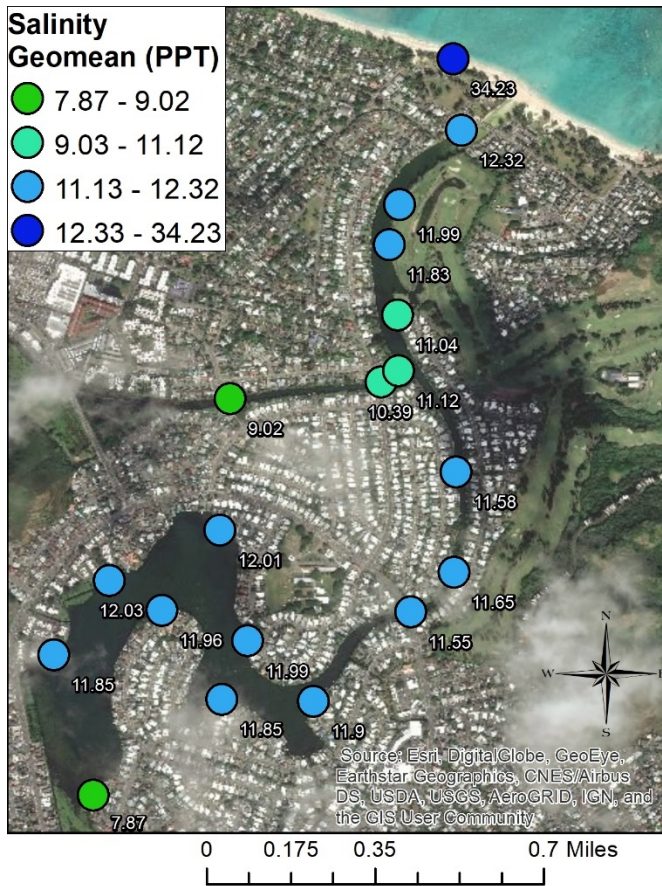 Salinity
Geomean (PPT)
7.87 - 9.02
9.03 - 11.12
11.13 - 12.32
12.33 - 34.23
34.23
12.32
11.99
11.83
11.04
11.12
10.39
9.02
11.58
12.01
11.65
12.03
11.96
11.55
11.99
11.85
11.85
11.9
7.87
N
W
E
S
Source: Esri, DigitalGlobe, GeoEye,
Earthstar Geographics, CNES/Airbus
DS, USDA, USGS, AeroGRID, IGN, and
the GIS User Community
0 0.175 0.35 0.7 Miles